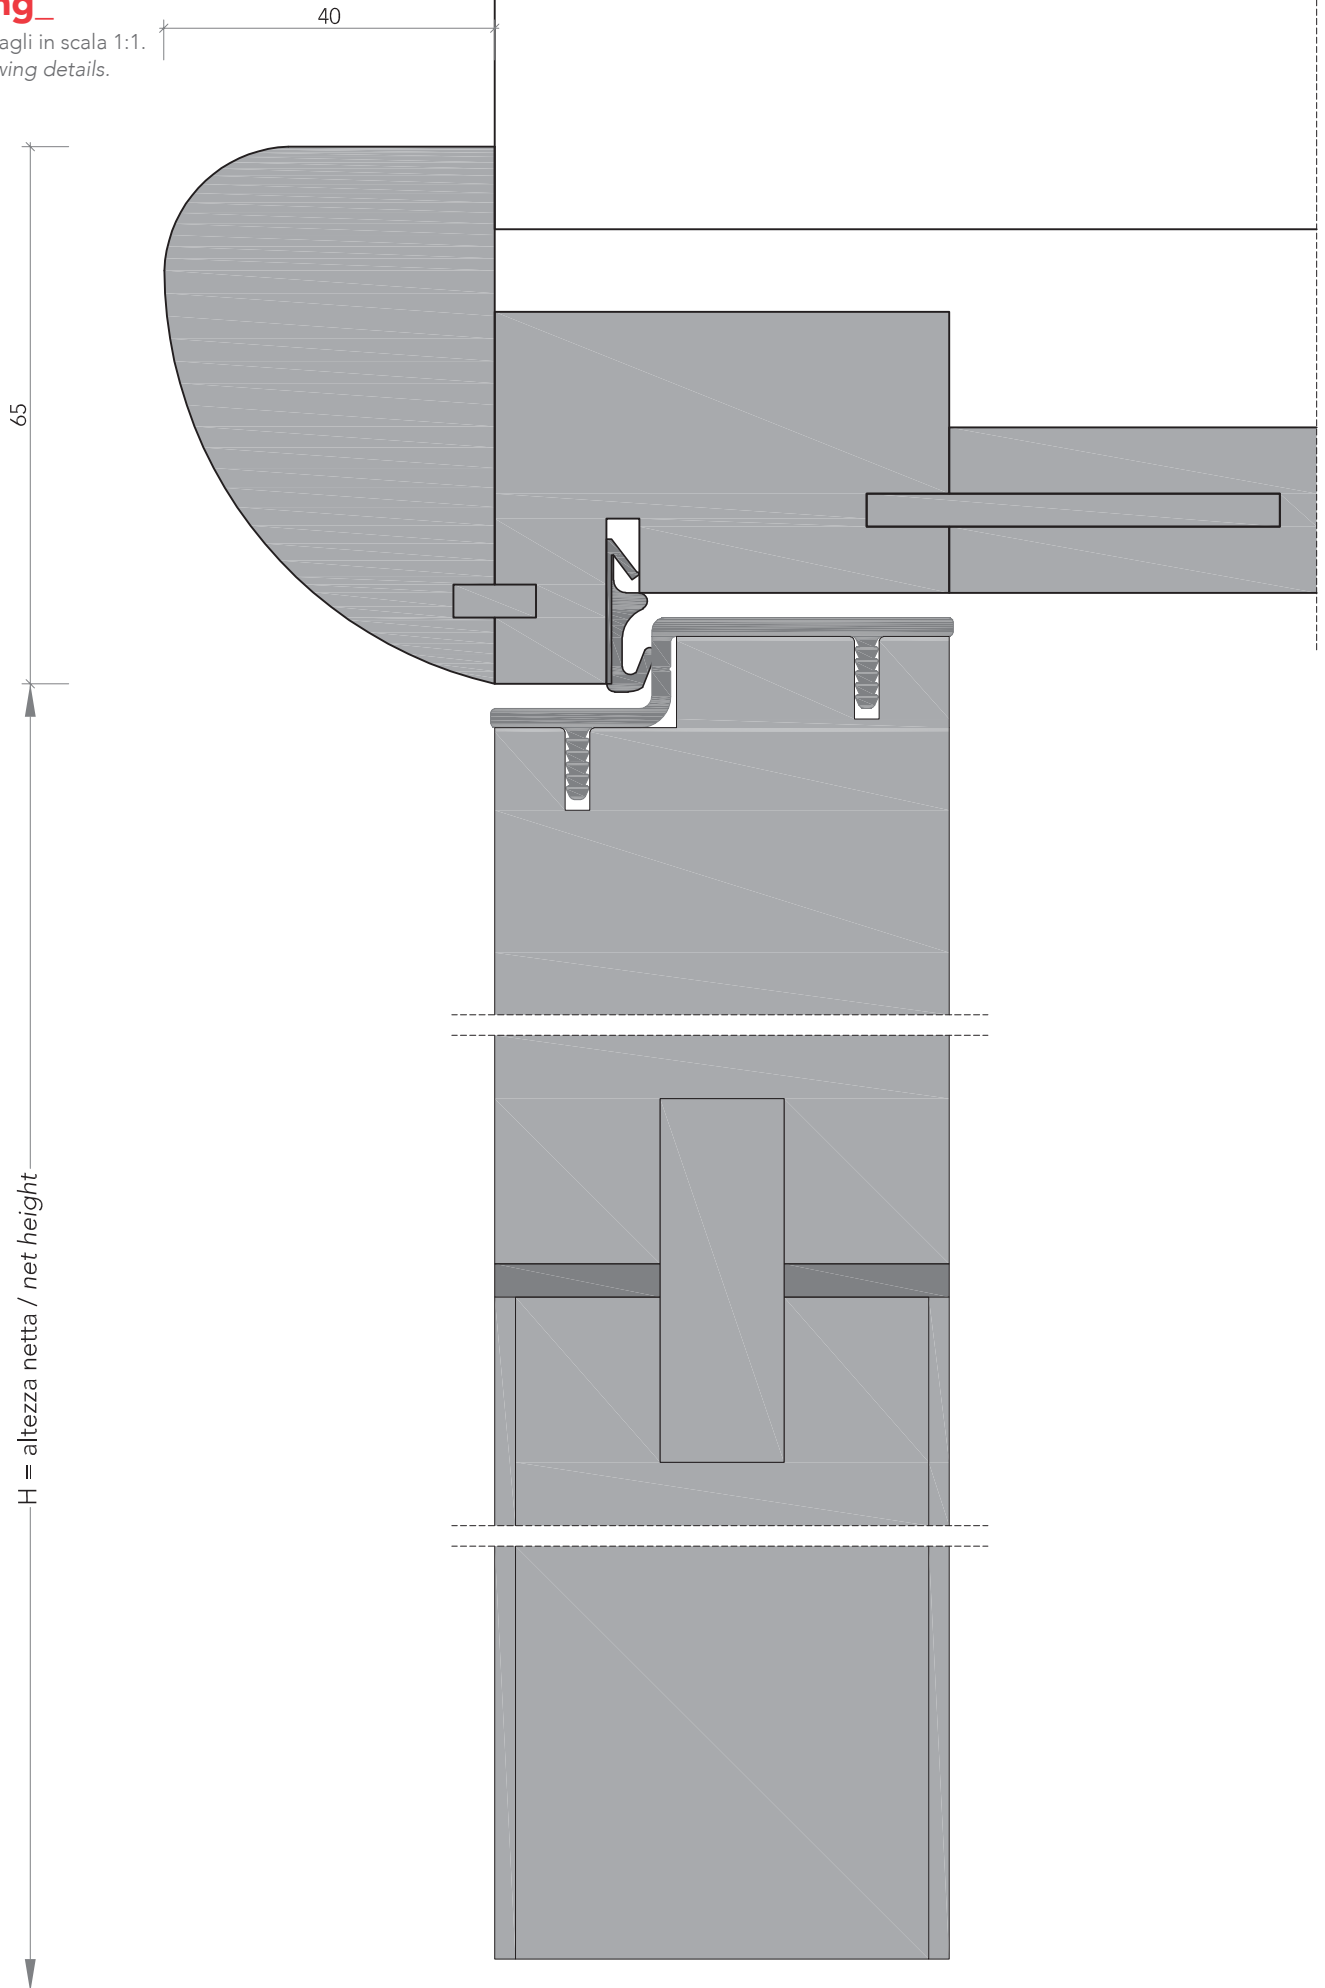 ng_
agli in scala 1:1.
wing details.
40
65
H = altezza netta / net height